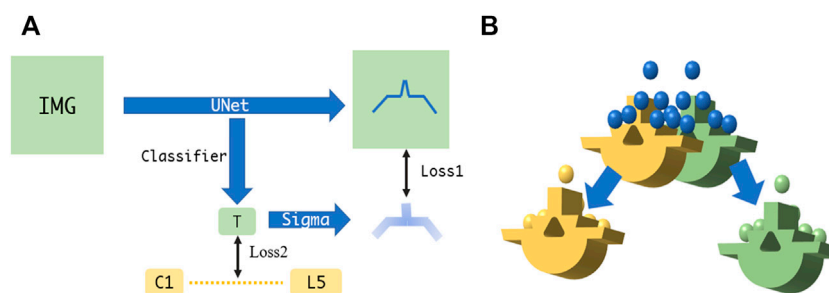 A
B
IMG
UNet
Classifier
Loss1
T
Sigma
Loss2
C1
L5